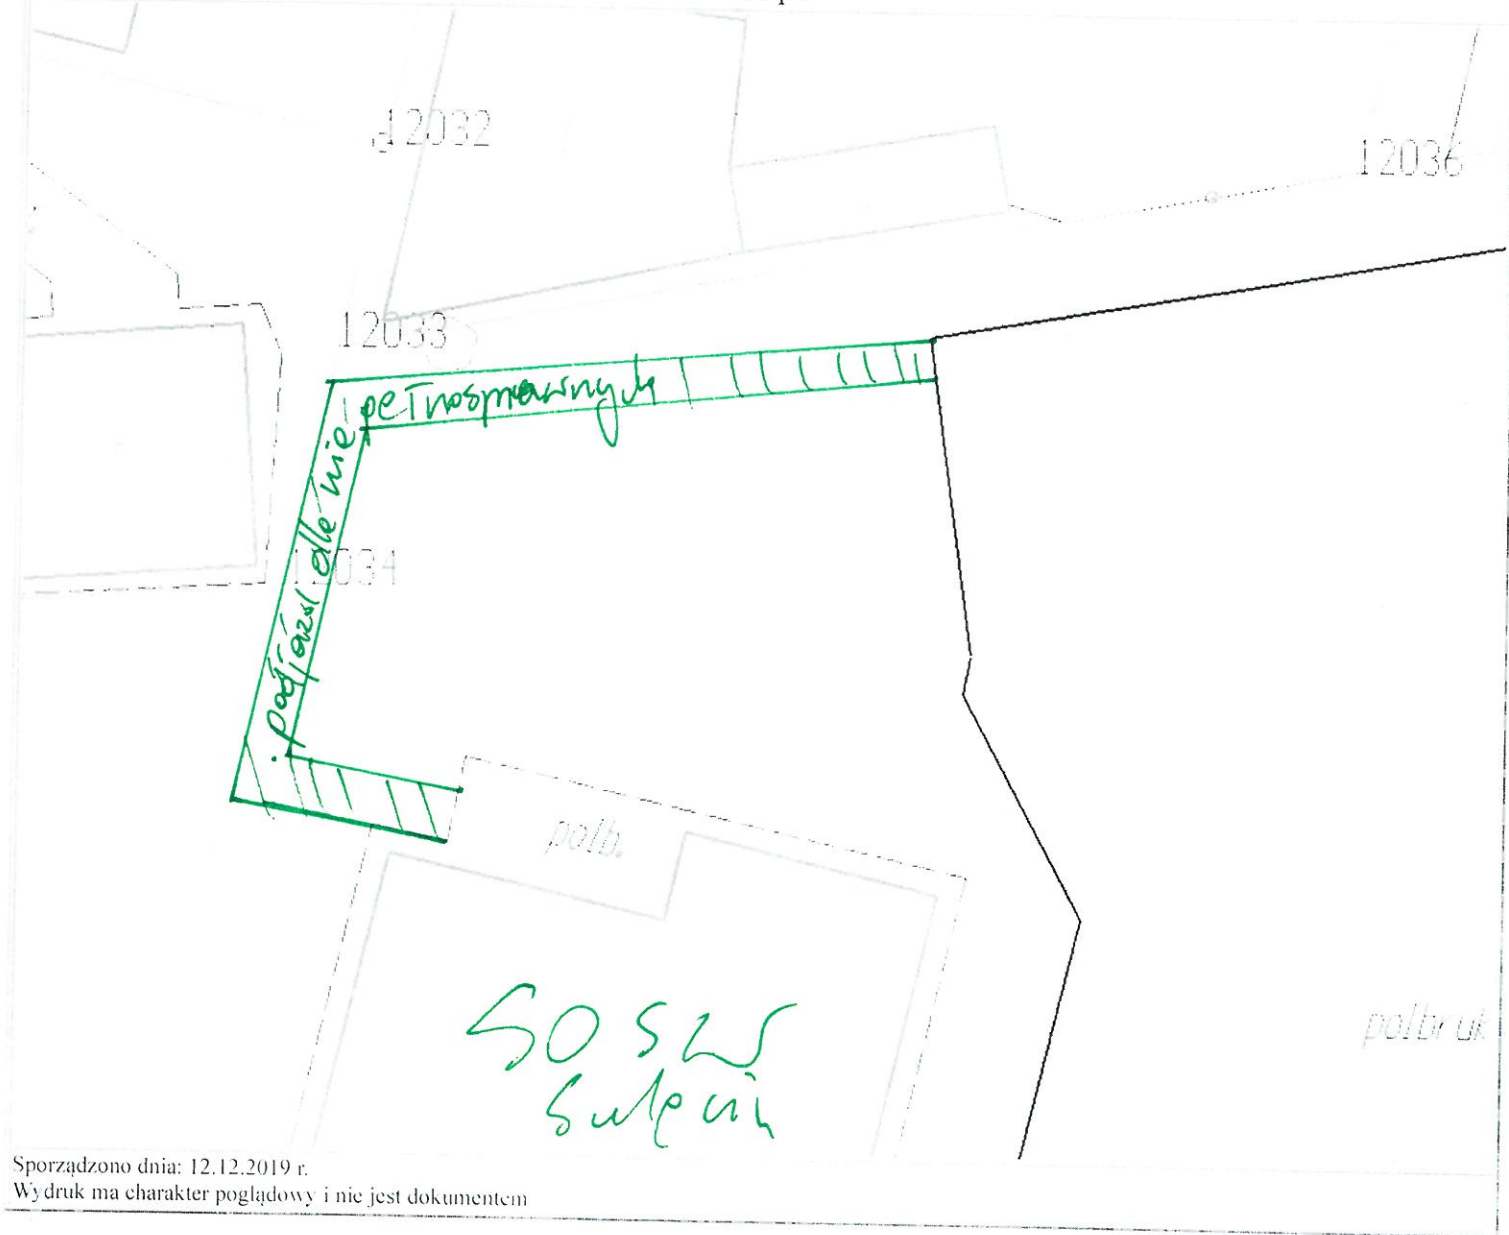 12032
12036
12033
podjazd dla niepełnosprawnych
12034
polb.
SOSW
Sulęcin
polbruk
Sporządzono dnia: 12.12.2019 r.
Wydruk ma charakter poglądowy i nie jest dokumentem